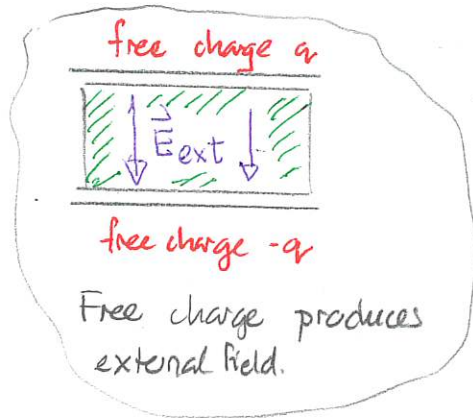 free charge q
E ext
free charge -q
Free charge produces
external field.